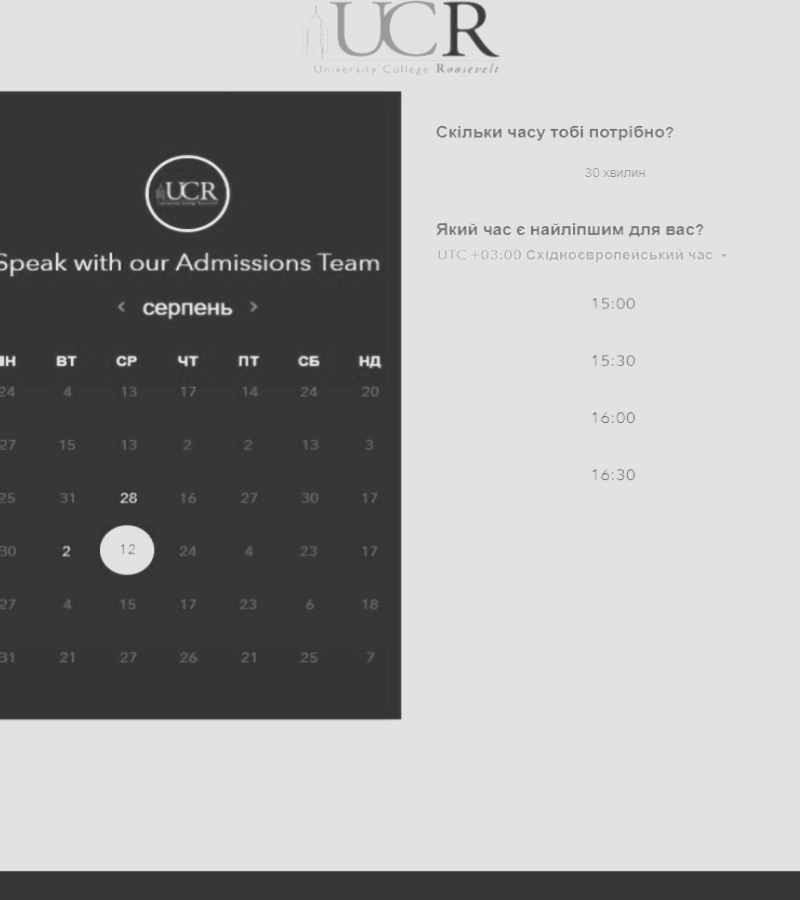 UCR
University College Roosevelt
UCR
Speak with our Admissions Team
< серпень >
ВТ СР ЧТ ПТ СБ НД
24 4 13 17 14 24 20
27 15 13 2 2 13 3
25 31 28 16 27 30 17
30 2 12 24 4 23 17
27 4 15 17 23 6 18
31 21 27 26 21 25 7
Скільки часу тобі потрібно?
30 хвилин
Який час є найліпшим для вас?
UTC +03:00 Східноєвропейський час
15:00
15:30
16:00
16:30